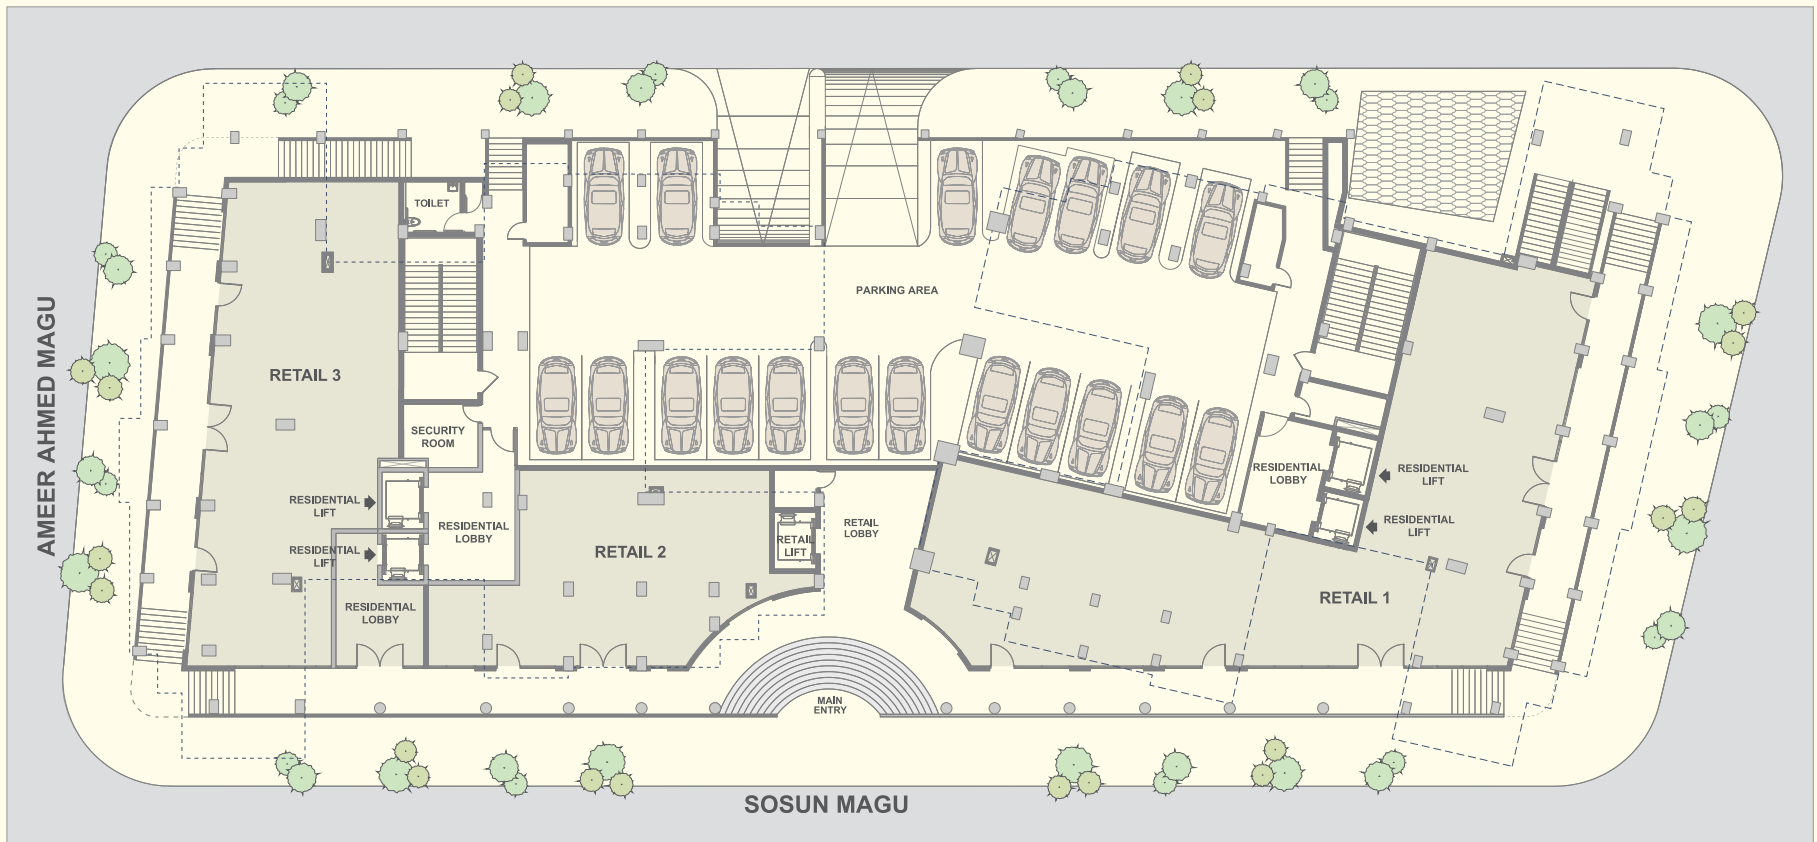 TOILET
PARKING AREA
AMEER AHMED MAGU
RETAIL 3
SECURITY
ROOM
RESIDENTIAL
LIFT
RESIDENTIAL
LOBBY
RESIDENTIAL
LIFT
RESIDENTIAL
LOBBY
RETAIL 2
RETAIL
LIFT
RETAIL
LOBBY
RESIDENTIAL
LOBBY
RESIDENTIAL
LIFT
RESIDENTIAL
LIFT
RETAIL 1
MAIN
ENTRY
SOSUN MAGU